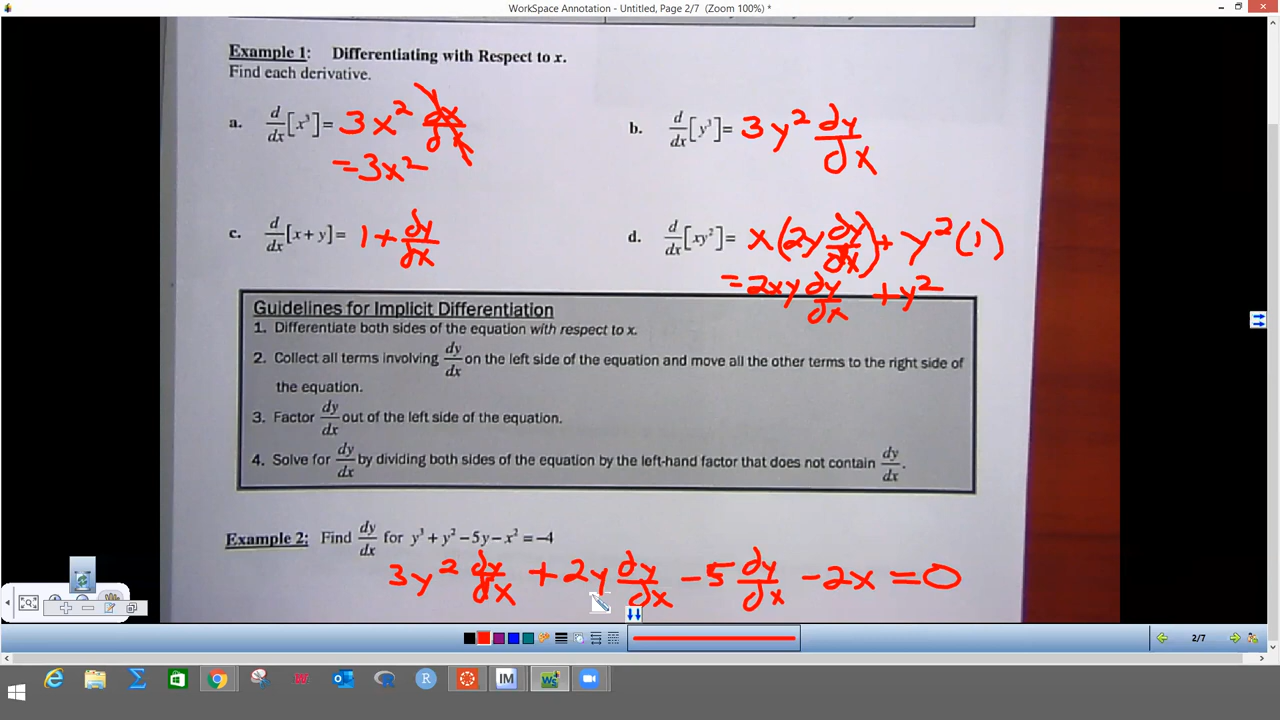 WorkSpace Annotation - Untitled, Page 2/7 (Zoom 100%) *
Example 1: Differentiating with Respect to x.
Find each derivative.
a. d/dx[x³]= 3x² dx/dx
=3x²
b. d/dx[y³]= 3y² dy/dx
c. d/dx[x + y]= 1 + dy/dx
d. d/dx[xy²]= x(2y dy/dx) + y²(1)
=2xy dy/dx + y²
Guidelines for Implicit Differentiation
1. Differentiate both sides of the equation with respect to x.
2. Collect all terms involving dy/dx on the left side of the equation and move all the other terms to the right side of
the equation.
3. Factor dy/dx out of the left side of the equation.
4. Solve for dy/dx by dividing both sides of the equation by the left-hand factor that does not contain dy/dx.
Example 2: Find dy/dx for y³ + y² – 5y – x² = –4
3y² dy/dx + 2y dy/dx - 5 dy/dx - 2x = 0
2/7
IM